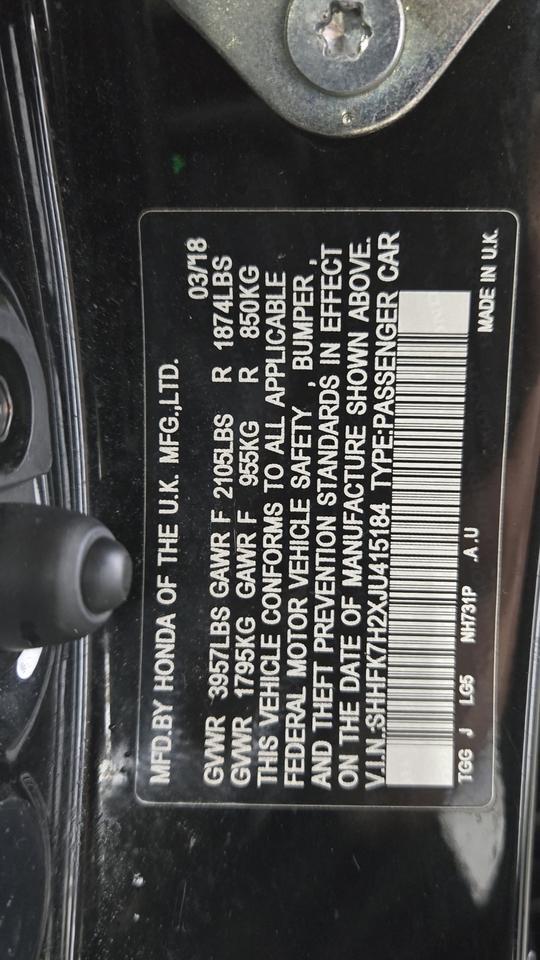 MFD.BY HONDA OF THE U.K. MFG.,LTD.
03/18
GVWR 3957LBS GAWR F 2105LBS R 1874LBS
GVWR 1795KG GAWR F 955KG R 850KG
THIS VEHICLE CONFORMS TO ALL APPLICABLE
FEDERAL MOTOR VEHICLE SAFETY , BUMPER ,
AND THEFT PREVENTION STANDARDS IN EFFECT
ON THE DATE OF MANUFACTURE SHOWN ABOVE.
V.I.N.:SHHFK7H2XJU415184 TYPE:PASSENGER CAR
TGG J LG5 NH731P .A .U
MADE IN U.K.